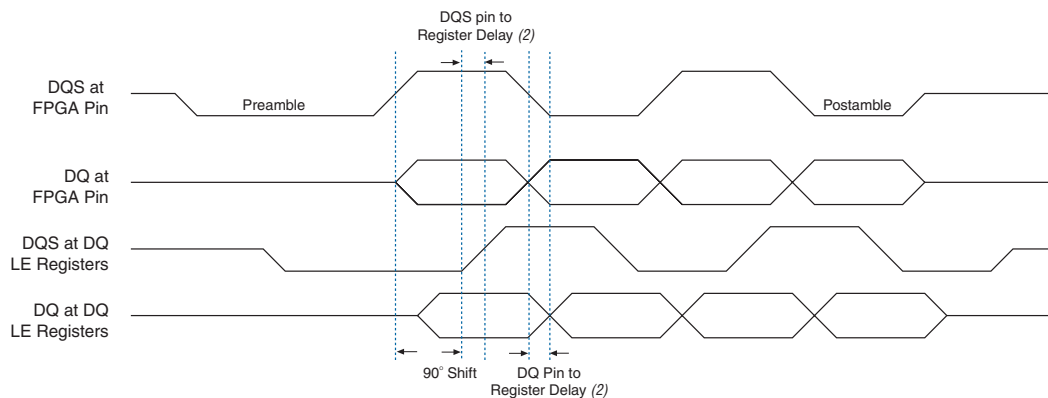 DQS pin to
Register Delay (2)
DQS at
FPGA Pin
Preamble
Postamble
DQ at
FPGA Pin
DQS at DQ
LE Registers
DQ at DQ
LE Registers
90° Shift
DQ Pin to
Register Delay (2)